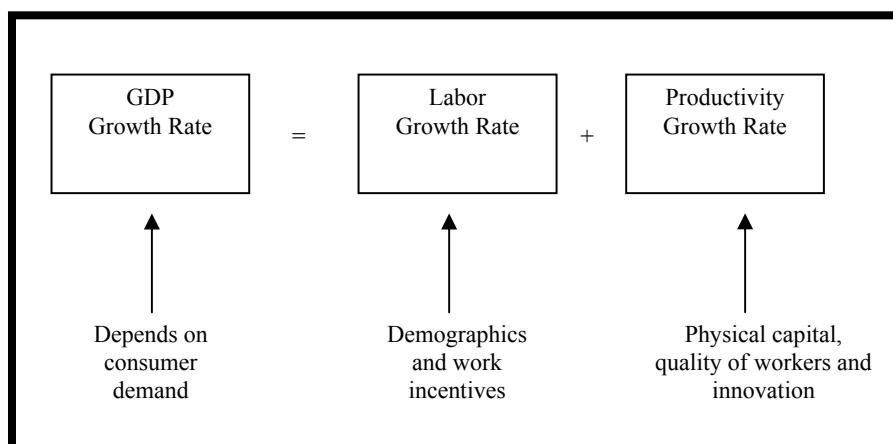 GDP
Growth Rate
=
Labor
Growth Rate
+
Productivity
Growth Rate
Depends on
consumer
demand
Demographics
and work
incentives
Physical capital,
quality of workers and
innovation